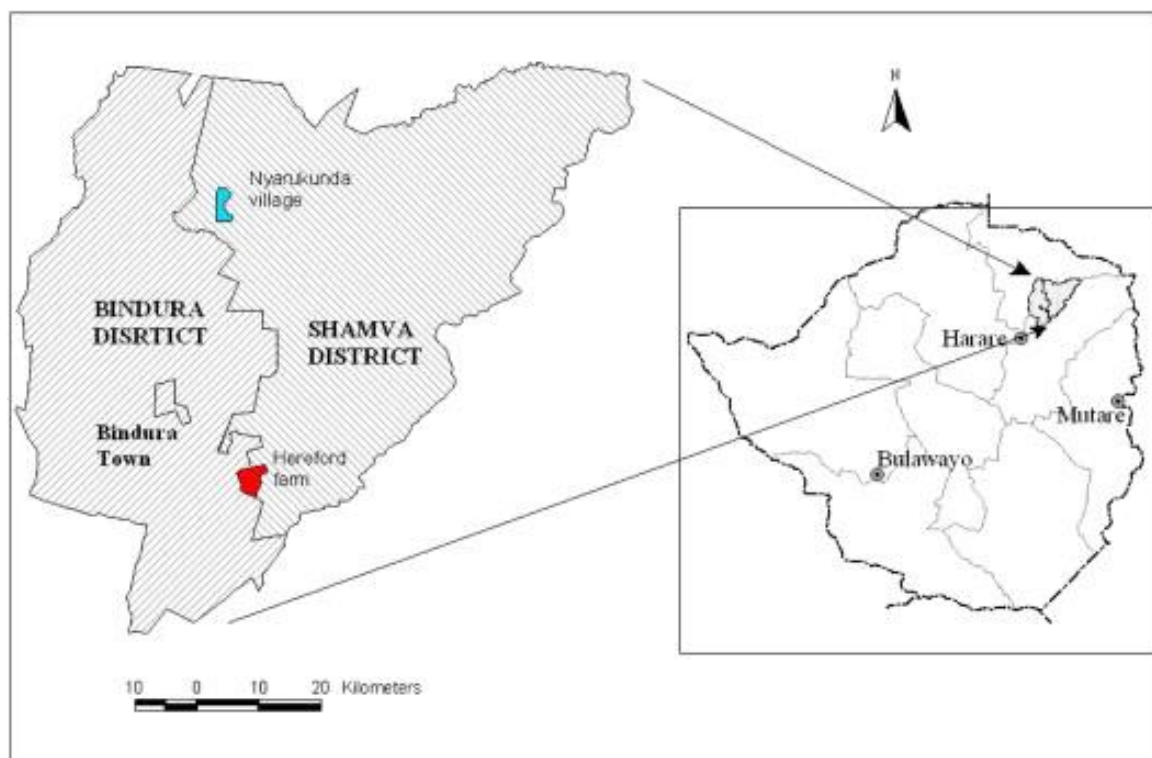 N
Nyarukunda
village
BINDURA
DISRTICT
SHAMVA
DISTRICT
Harare
Mutare
Bindura
Town
Hereford
farm
Bulawayo
10 0 10 20 Kilometers